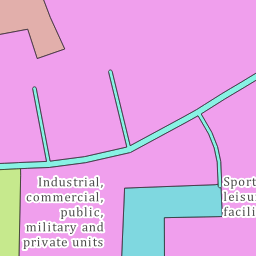 Industrial,
commercial,
public,
military and
private units
Sport
leisu
facili